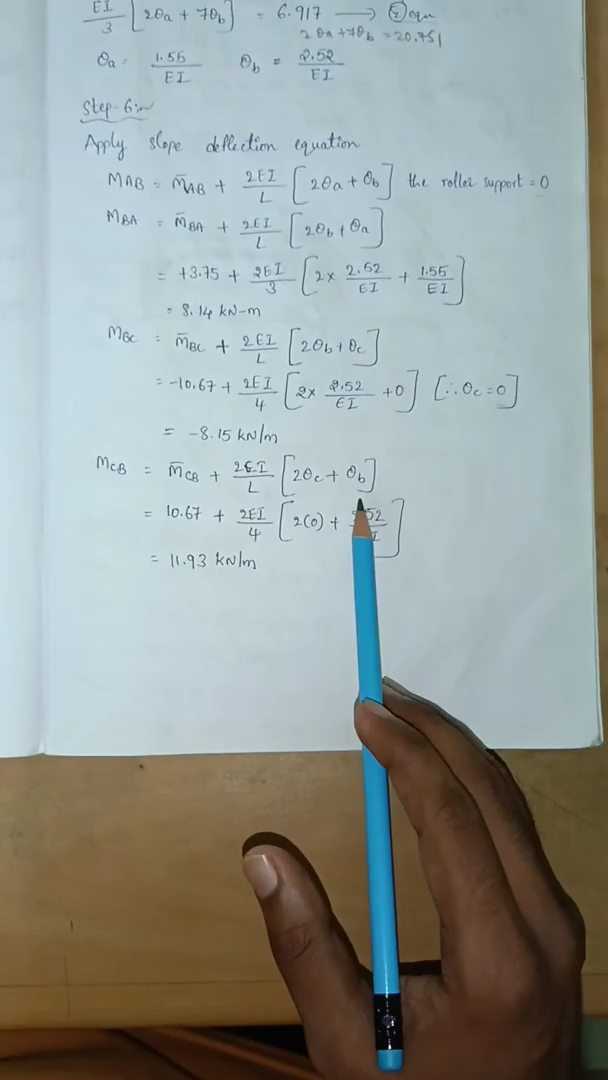 EI/3 [2θa + 7θb] = 6.917 → ② equ
2θa + 7θb = 20.751
θa = 1.55/EI θb = 2.52/EI
Step-6:-
Apply slope deflection equation
MAB = M̄AB + 2EI/L [2θa + θb] the roller support = 0
MBA = M̄BA + 2EI/L [2θb + θa]
= +3.75 + 2EI/3 [2× 2.52/EI + 1.55/EI]
= 8.14 kN-m
MBC = M̄BC + 2EI/L [2θb + θc]
= -10.67 + 2EI/4 [2× 2.52/EI + 0] [∴ θc = 0]
= -8.15 kN/m
MCB = M̄CB + 2EI/L [2θc + θb]
= 10.67 + 2EI/4 [2(0) +
= 11.93 kN/m